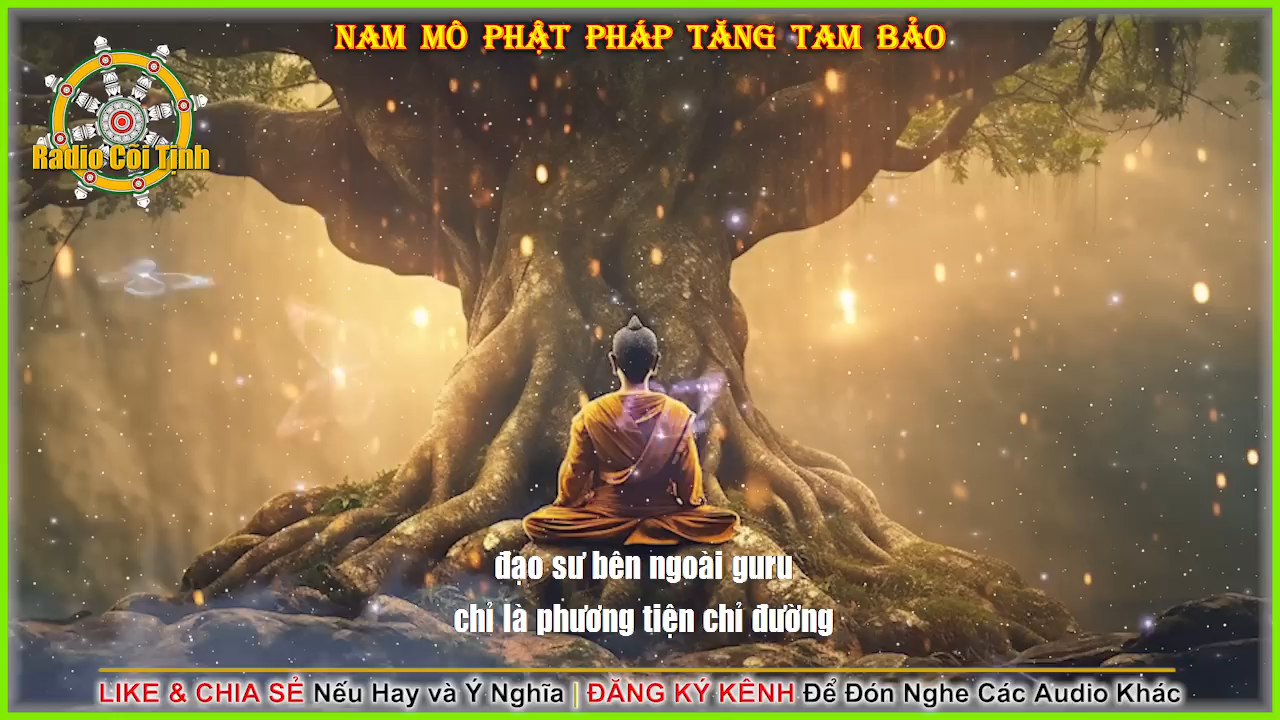 NAM MÔ PHẬT PHÁP TĂNG TAM BẢO
Radio Cõi Tịnh
đạo sư bên ngoài guru
chỉ là phương tiện chỉ đường
LIKE & CHIA SẺ Nếu Hay và Ý Nghĩa | ĐĂNG KÝ KÊNH Để Đón Nghe Các Audio Khác